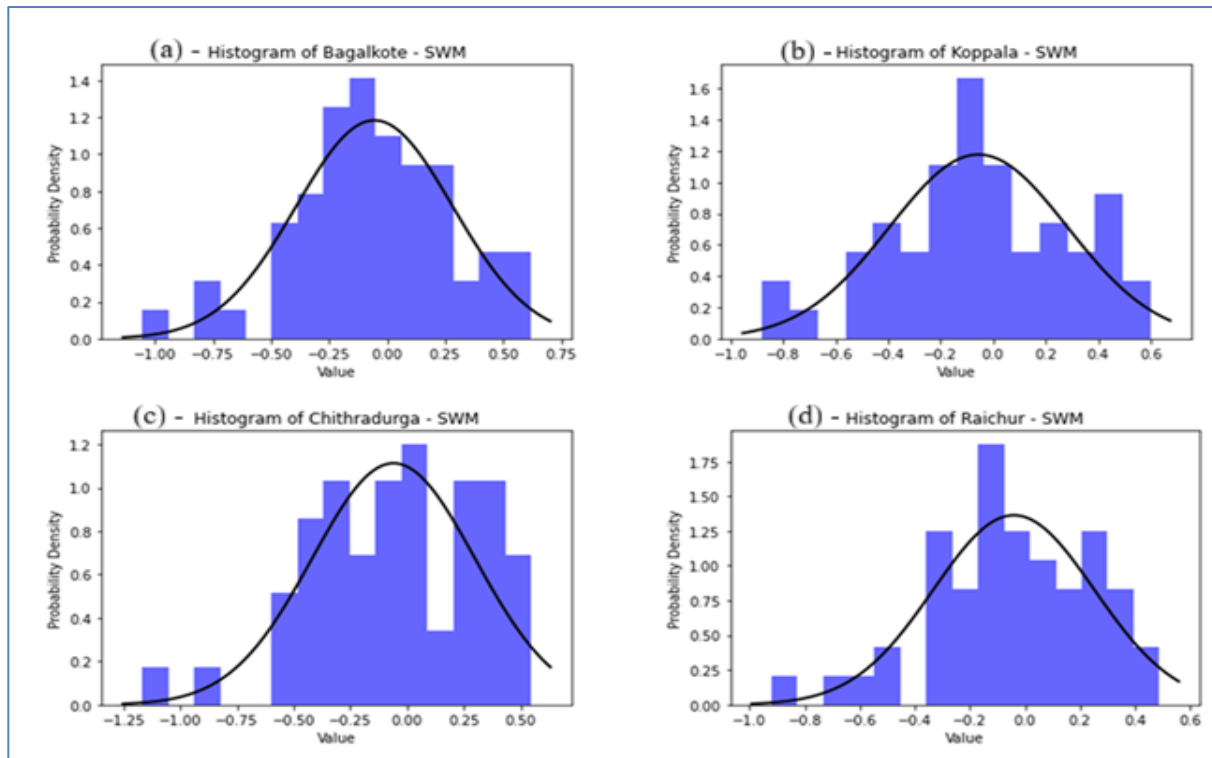 (a) - Histogram of Bagalkote - SWM
Probability Density
1.4
1.2
1.0
0.8
0.6
0.4
0.2
0.0
−1.00 −0.75 −0.50 −0.25 0.00 0.25 0.50 0.75
Value
(b) - Histogram of Koppala - SWM
Probability Density
1.6
1.4
1.2
1.0
0.8
0.6
0.4
0.2
0.0
−1.0 −0.8 −0.6 −0.4 −0.2 0.0 0.2 0.4 0.6
Value
(c) - Histogram of Chithradurga - SWM
Probability Density
1.2
1.0
0.8
0.6
0.4
0.2
0.0
−1.25 −1.00 −0.75 −0.50 −0.25 0.00 0.25 0.50
Value
(d) - Histogram of Raichur - SWM
Probability Density
1.75
1.50
1.25
1.00
0.75
0.50
0.25
0.00
−1.0 −0.8 −0.6 −0.4 −0.2 0.0 0.2 0.4 0.6
Value